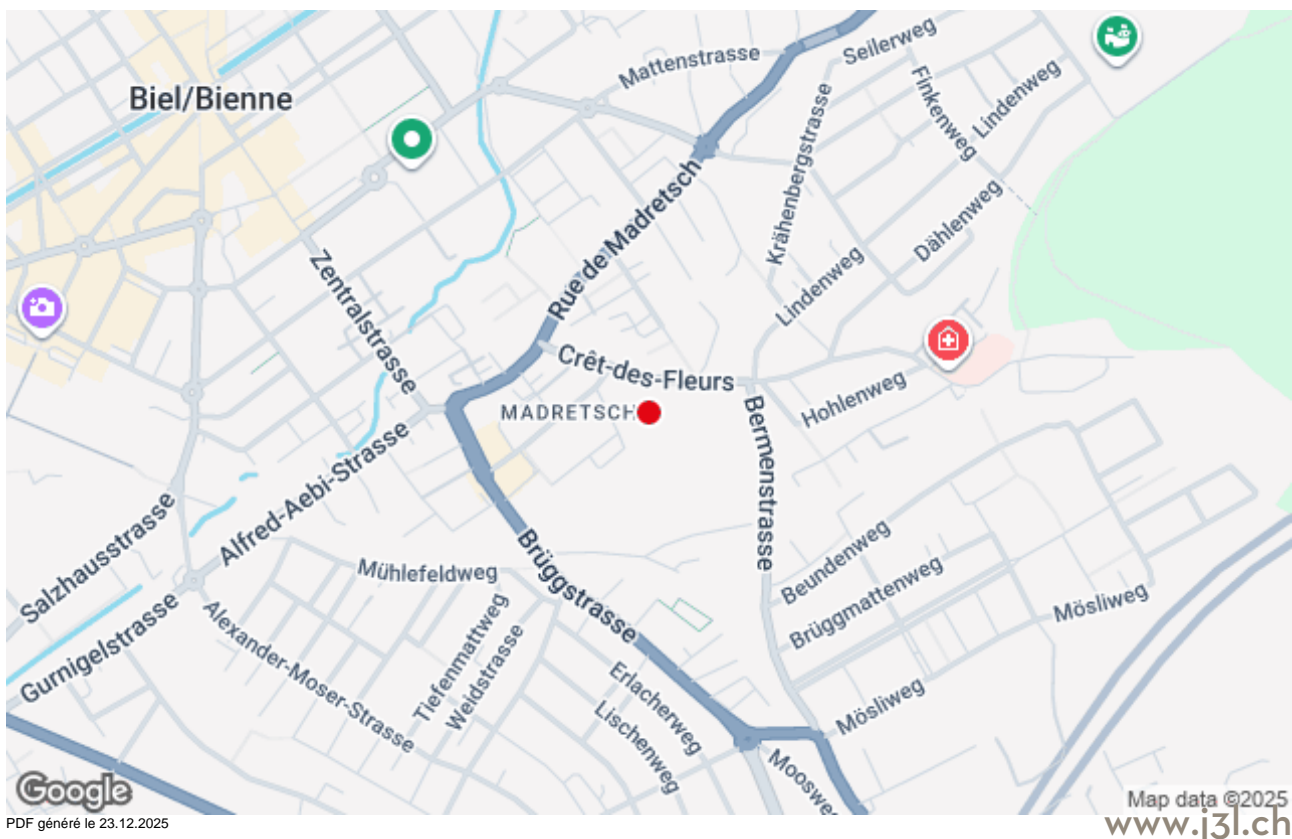 Seilerweg
Mattenstrasse
Finkenweg
Lindenweg
Biel/Bienne
Krähenbergstrasse
Rue de Madretsch
Dählenweg
Zentralstrasse
Lindenweg
Crêt-des-Fleurs
Hohlenweg
MADRETSCH
Bermenstrasse
Alfred-Aebi-Strasse
Salzhausstrasse
Brüggstrasse
Beundenweg
Mühlefeldweg
Brüggmattenweg
Mösliweg
Gurnigelstrasse
Alexander-Moser-Strasse
Tiefenmattweg
Weidstrasse
Erlacherweg
Lischenweg
Mösliweg
Google
Map data ©2025
PDF généré le 23.12.2025
www.j3l.ch